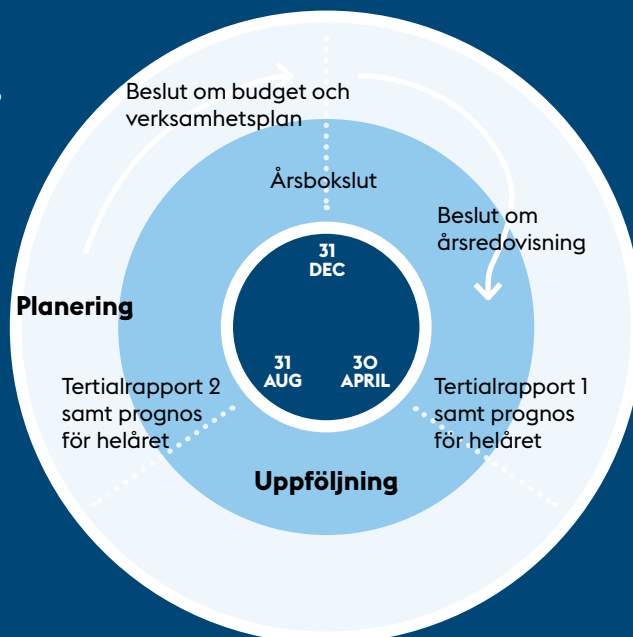 Beslut om budget och
verksamhetsplan
Årsbokslut
Beslut om
årsredovisning
31
DEC
Planering
31
AUG
30
APRIL
Tertialrapport 2
samt prognos
för helåret
Tertialrapport 1
samt prognos
för helåret
Uppföljning